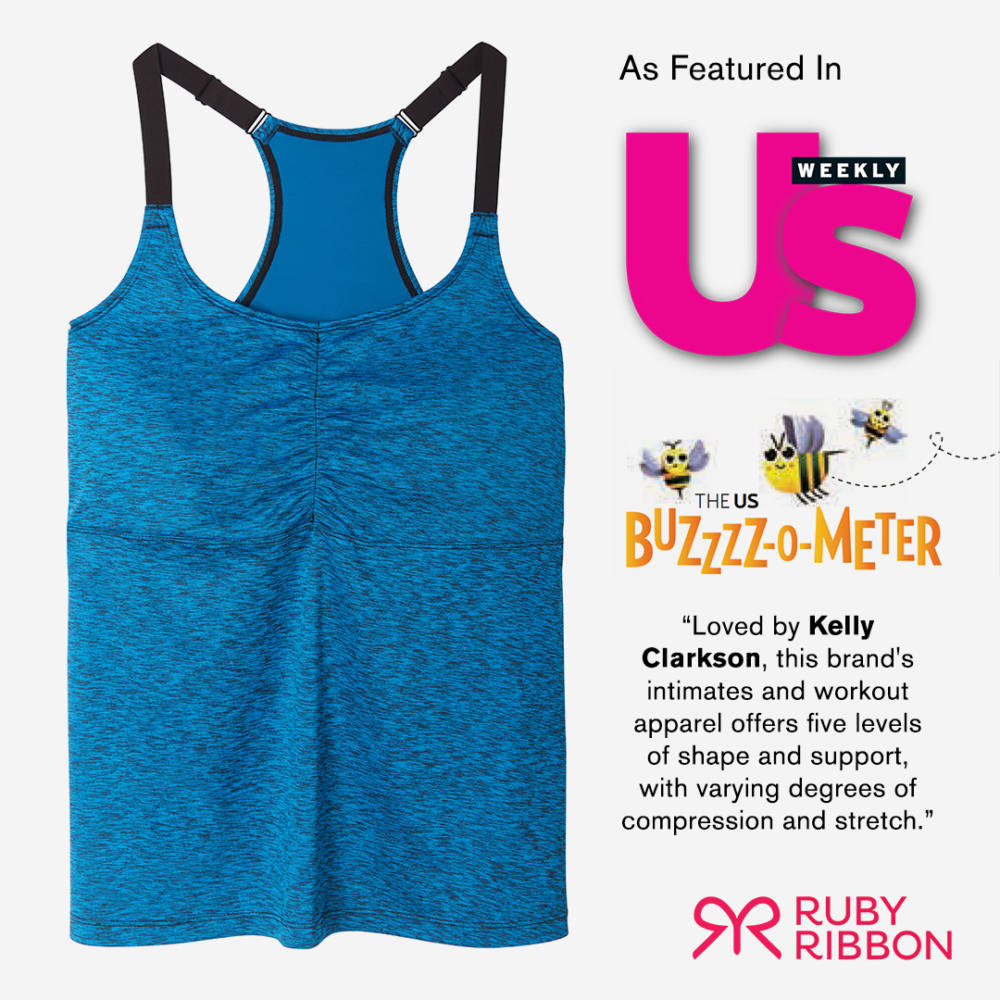 As Featured In
Us
WEEKLY
THE US
BUZZZZ-O-METER
“Loved by Kelly
Clarkson, this brand's
intimates and workout
apparel offers five levels
of shape and support,
with varying degrees of
compression and stretch.”
RUBY
RIBBON